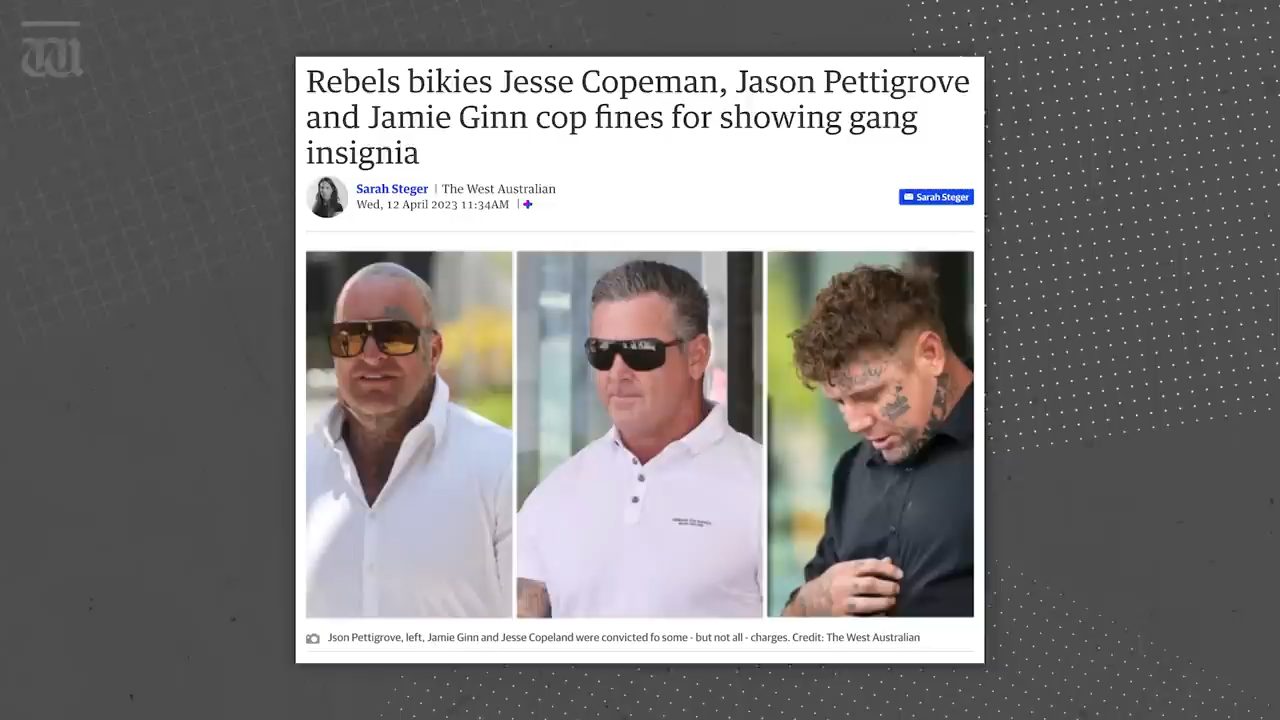 Rebels bikies Jesse Copeman, Jason Pettigrove
and Jamie Ginn cop fines for showing gang
insignia
Sarah Steger | The West Australian
Wed, 12 April 2023 11:34AM |
Sarah Steger
Json Pettigrove, left, Jamie Ginn and Jesse Copeland were convicted fo some - but not all - charges. Credit: The West Australian